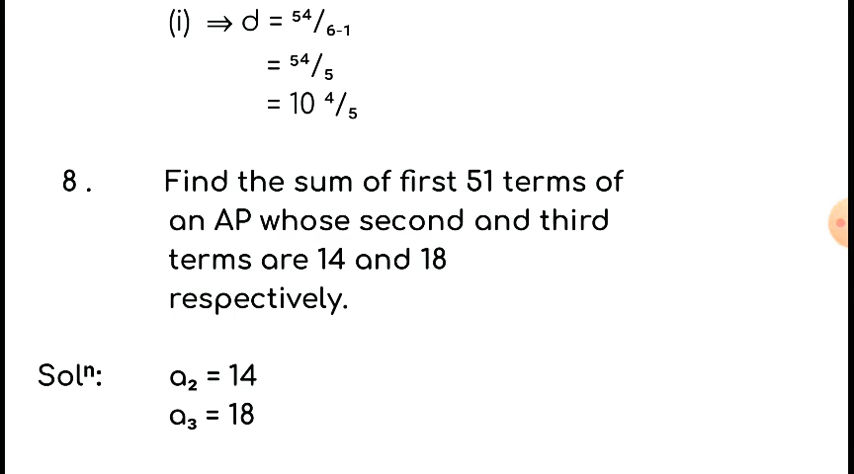 (i) ⇒ d = ⁵⁴/₆₋₁
= ⁵⁴/₅
= 10 ⁴/₅
8 . Find the sum of first 51 terms of
an AP whose second and third
terms are 14 and 18
respectively.
Solⁿ: a₂ = 14
a₃ = 18